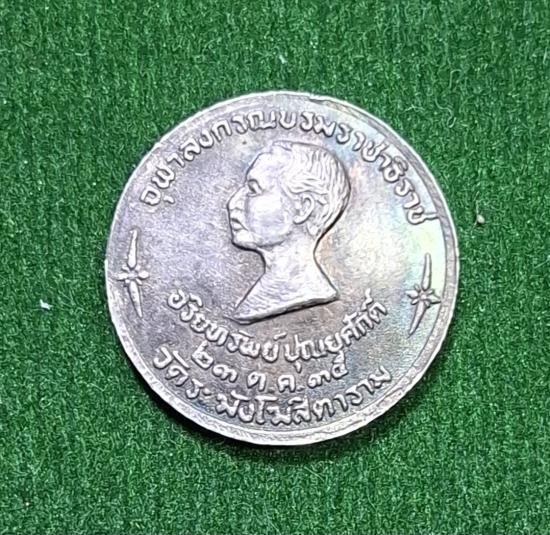 จุฬาลงกรณบรมราชาธิราช
อริยทรัพย์ปุณยศักดิ์
๒๓ ต.ค. ๓๕
วัดระฆังโฆสิตาราม